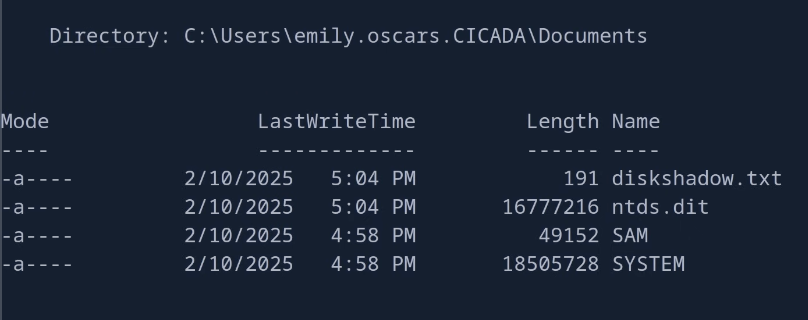 Directory: C:\Users\emily.oscars.CICADA\Documents
Mode LastWriteTime Length Name
---- ------------- ------ ----
-a---- 2/10/2025 5:04 PM 191 diskshadow.txt
-a---- 2/10/2025 5:04 PM 16777216 ntds.dit
-a---- 2/10/2025 4:58 PM 49152 SAM
-a---- 2/10/2025 4:58 PM 18505728 SYSTEM